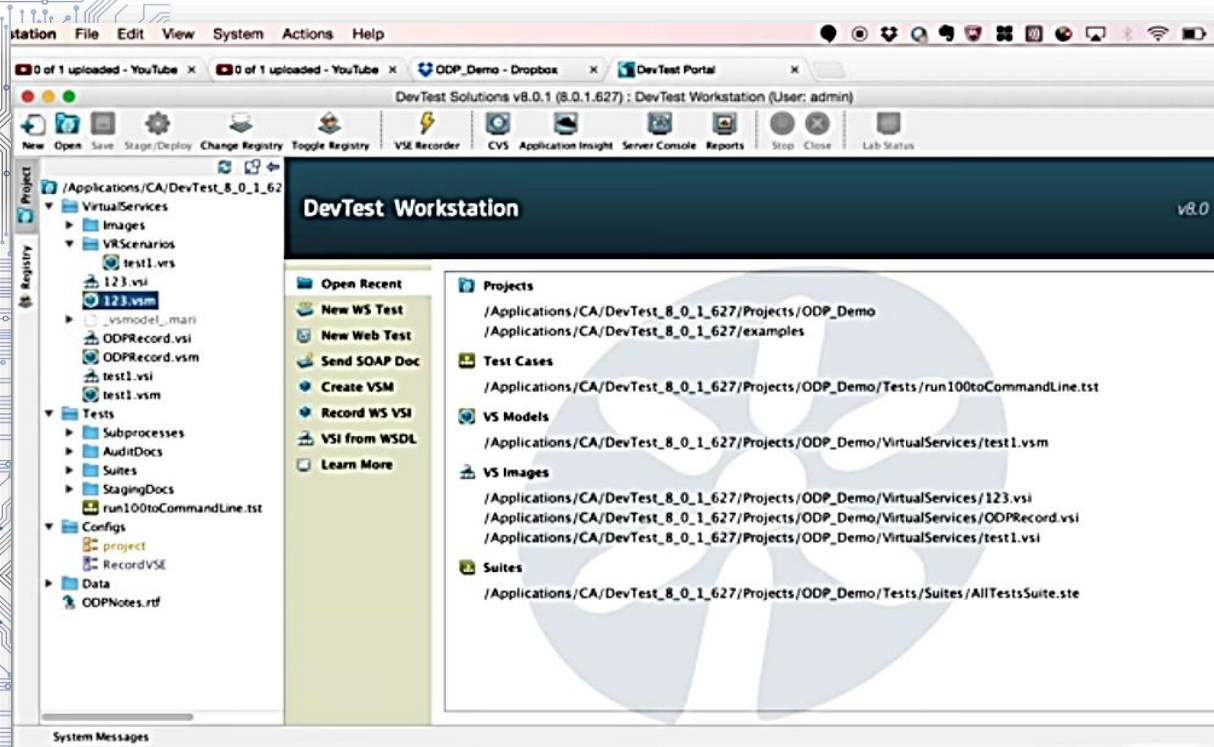 station File Edit View System Actions Help
0 of 1 uploaded - YouTube × 0 of 1 uploaded - YouTube × ODP_Demo - Dropbox × DevTest Portal ×
DevTest Solutions v8.0.1 (8.0.1.627) : DevTest Workstation (User: admin)
New Open Save Stage/Deploy Change Registry Toggle Registry VSE Recorder CVS Application Insight Server Console Reports Stop Close Lab Status
Project
Registry
/Applications/CA/DevTest_8_0_1_62
VirtualServices
Images
VRScenarios
test1.vrs
123.vsi
123.vsm
_vsmodel_.mari
ODPRecord.vsi
ODPRecord.vsm
test1.vsi
test1.vsm
Tests
Subprocesses
AuditDocs
Suites
StagingDocs
run100toCommandLine.tst
Configs
project
RecordVSE
Data
ODPNotes.rtf
DevTest Workstation
v8.0
Open Recent
New WS Test
New Web Test
Send SOAP Doc
Create VSM
Record WS VSI
VSI from WSDL
Learn More
Projects
/Applications/CA/DevTest_8_0_1_627/Projects/ODP_Demo
/Applications/CA/DevTest_8_0_1_627/examples
Test Cases
/Applications/CA/DevTest_8_0_1_627/Projects/ODP_Demo/Tests/run100toCommandLine.tst
VS Models
/Applications/CA/DevTest_8_0_1_627/Projects/ODP_Demo/VirtualServices/test1.vsm
VS Images
/Applications/CA/DevTest_8_0_1_627/Projects/ODP_Demo/VirtualServices/123.vsi
/Applications/CA/DevTest_8_0_1_627/Projects/ODP_Demo/VirtualServices/ODPRecord.vsi
/Applications/CA/DevTest_8_0_1_627/Projects/ODP_Demo/VirtualServices/test1.vsi
Suites
/Applications/CA/DevTest_8_0_1_627/Projects/ODP_Demo/Tests/Suites/AllTestsSuite.ste
System Messages